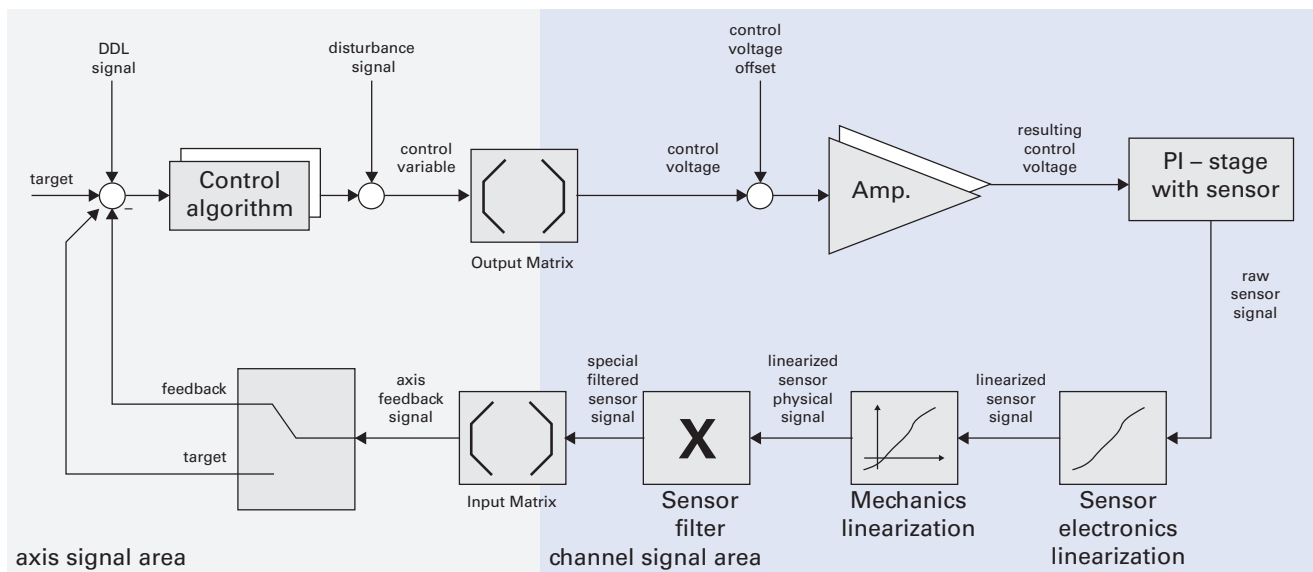 DDL
signal
disturbance
signal
control
voltage
offset
target
–
Control
algorithm
control
variable
Output Matrix
control
voltage
Amp.
resulting
control
voltage
PI – stage
with sensor
raw
sensor
signal
feedback
target
axis
feedback
signal
Input Matrix
special
filtered
sensor
signal
X
Sensor
filter
linearized
sensor
physical
signal
Mechanics
linearization
linearized
sensor
signal
Sensor
electronics
linearization
axis signal area
channel signal area